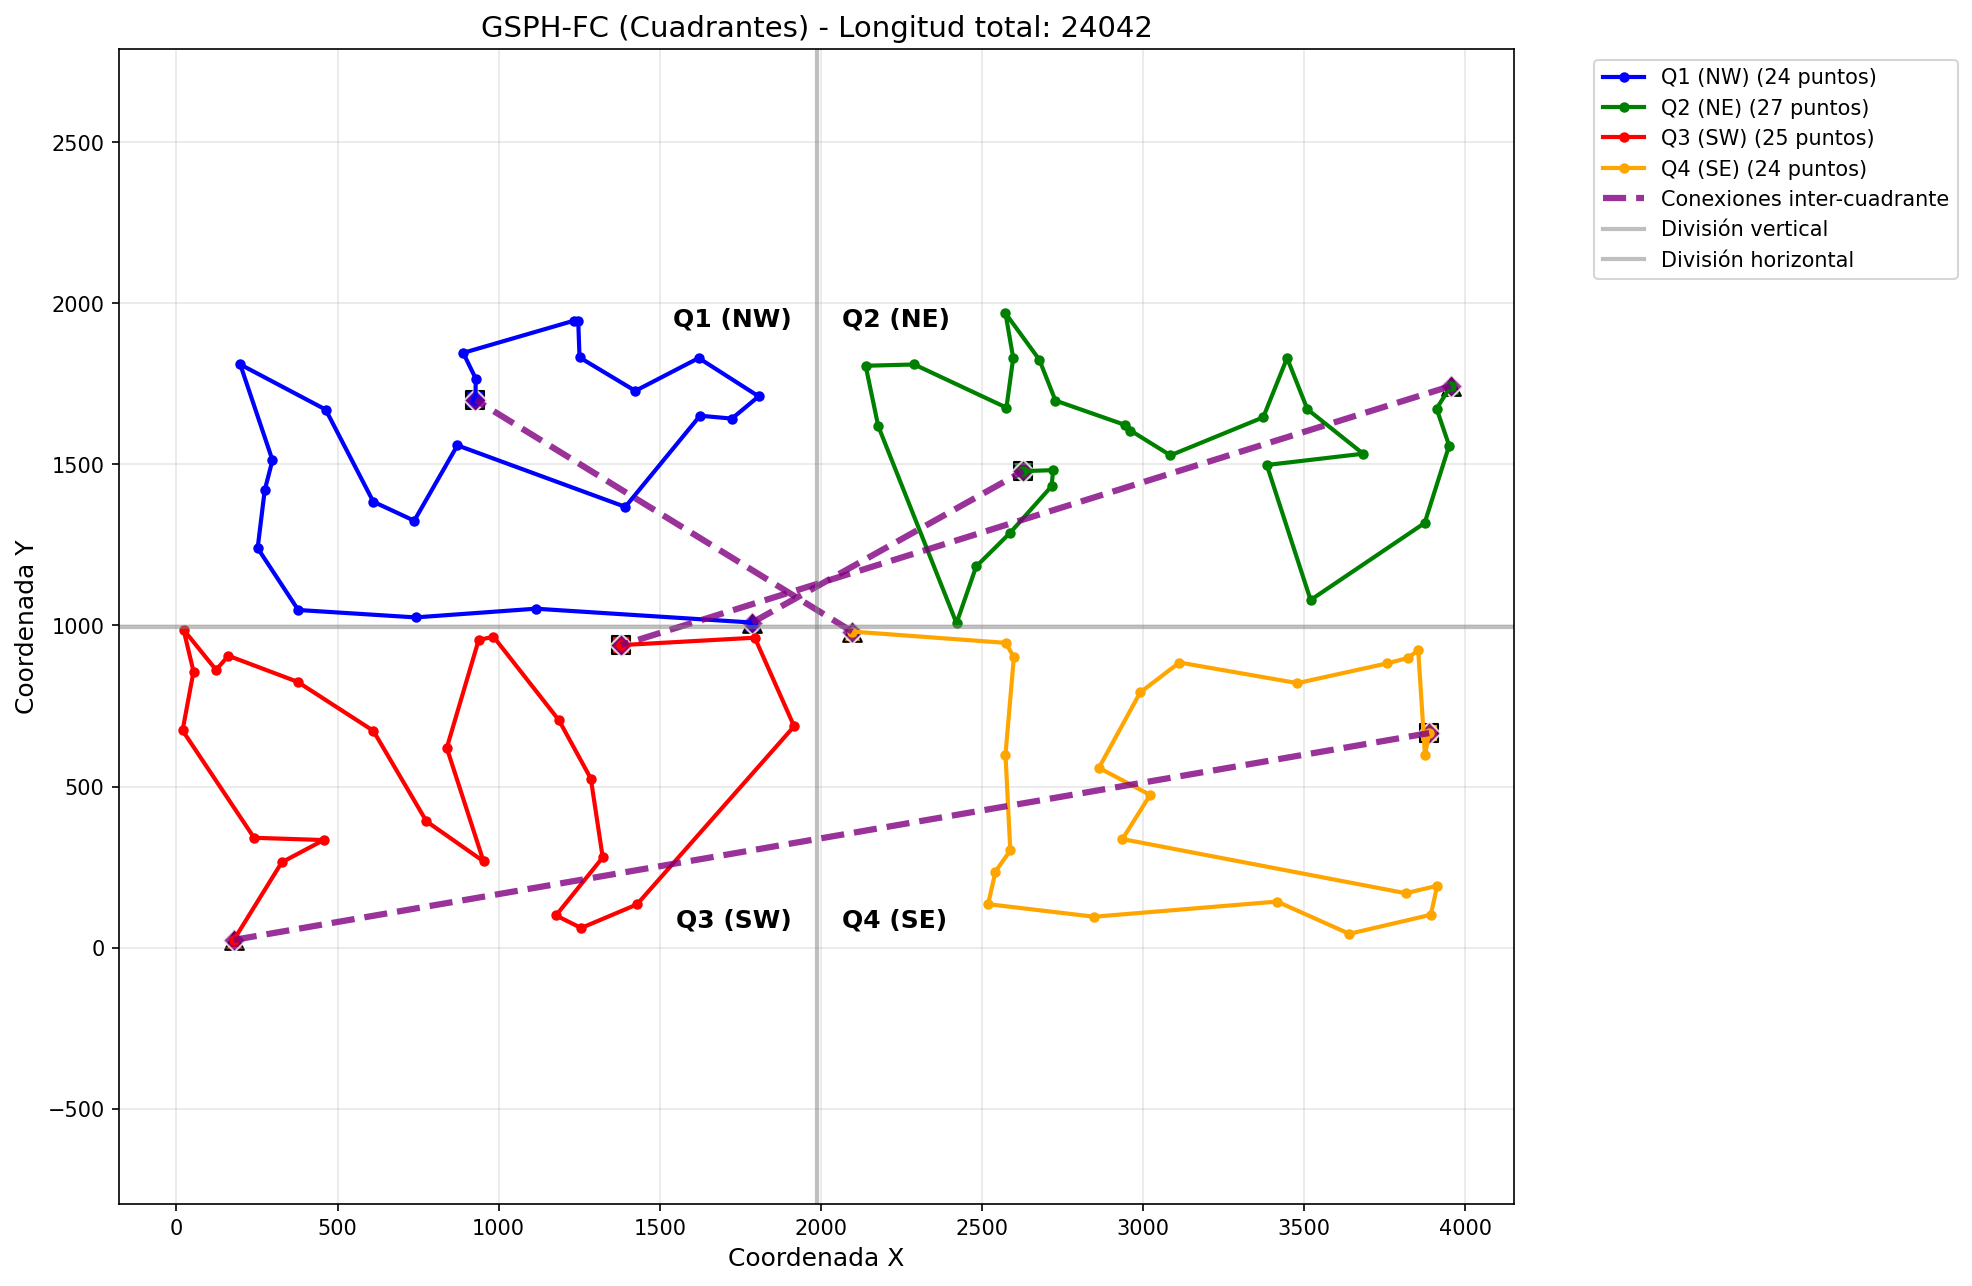 GSPH-FC (Cuadrantes) - Longitud total: 24042
Q1 (NW) (24 puntos)
Q2 (NE) (27 puntos)
Q3 (SW) (25 puntos)
Q4 (SE) (24 puntos)
Conexiones inter-cuadrante
División vertical
División horizontal
Coordenada Y
2500
2000
1500
1000
500
0
−500
Q1 (NW)
Q2 (NE)
Q3 (SW)
Q4 (SE)
0
500
1000
1500
2000
2500
3000
3500
4000
Coordenada X